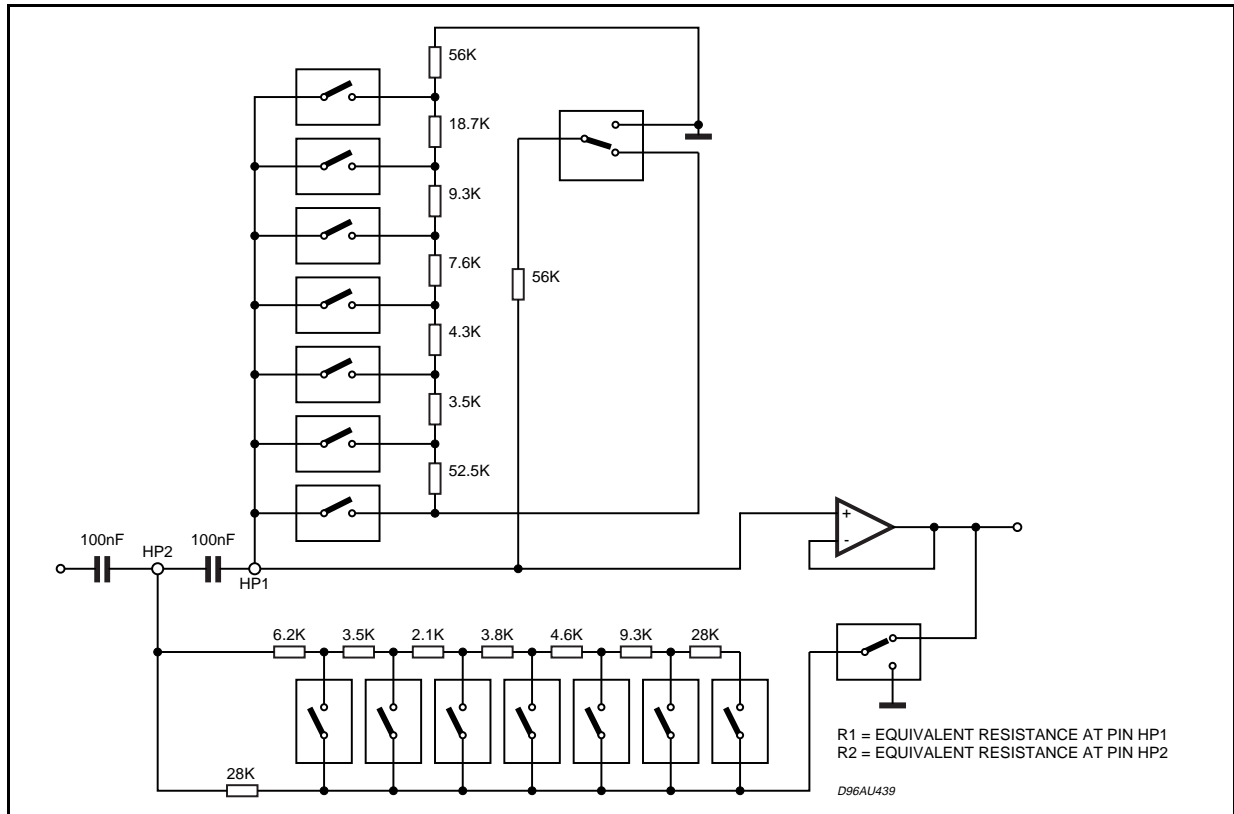 56K
18.7K
9.3K
7.6K
56K
4.3K
3.5K
52.5K
+
-
100nF
HP2
100nF
HP1
6.2K
3.5K
2.1K
3.8K
4.6K
9.3K
28K
28K
R1 = EQUIVALENT RESISTANCE AT PIN HP1
R2 = EQUIVALENT RESISTANCE AT PIN HP2
D96AU439